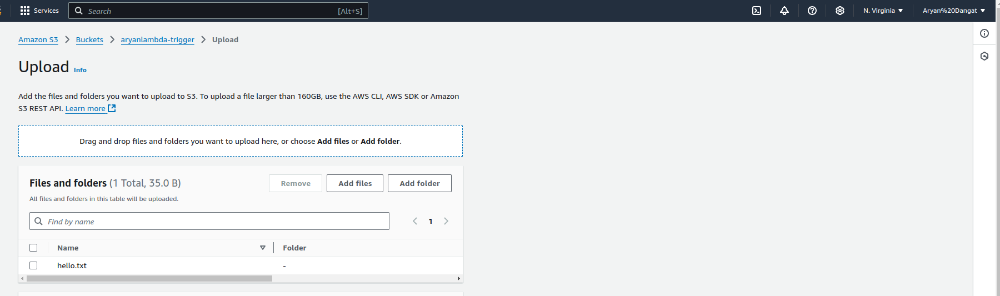 Services
Search [Alt+S]
N. Virginia
Aryan%20Dangat
Amazon S3 > Buckets > aryanlambda-trigger > Upload
Upload Info
Add the files and folders you want to upload to S3. To upload a file larger than 160GB, use the AWS CLI, AWS SDK or Amazon
S3 REST API. Learn more
Drag and drop files and folders you want to upload here, or choose Add files or Add folder.
Files and folders (1 Total, 35.0 B)
Remove
Add files
Add folder
All files and folders in this table will be uploaded.
Find by name
1
Name
Folder
hello.txt
-